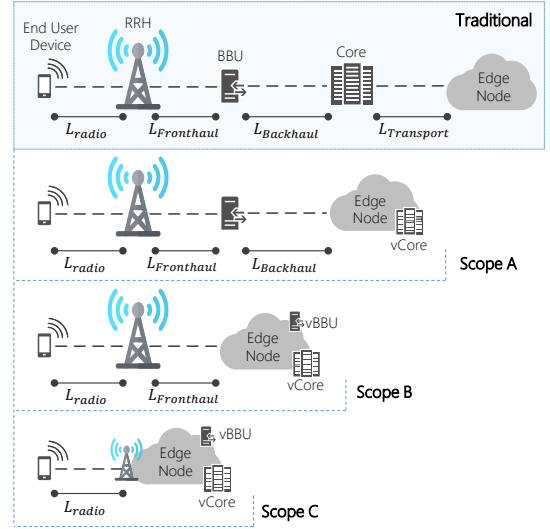 Traditional
End User
Device
RRH
BBU
Core
Edge
Node
L_radio
L_Fronthaul
L_Backhaul
L_Transport
Edge
Node
vCore
L_radio
L_Fronthaul
L_Backhaul
Scope A
vBBU
Edge
Node
vCore
L_radio
L_Fronthaul
Scope B
vBBU
Edge
Node
vCore
L_radio
Scope C